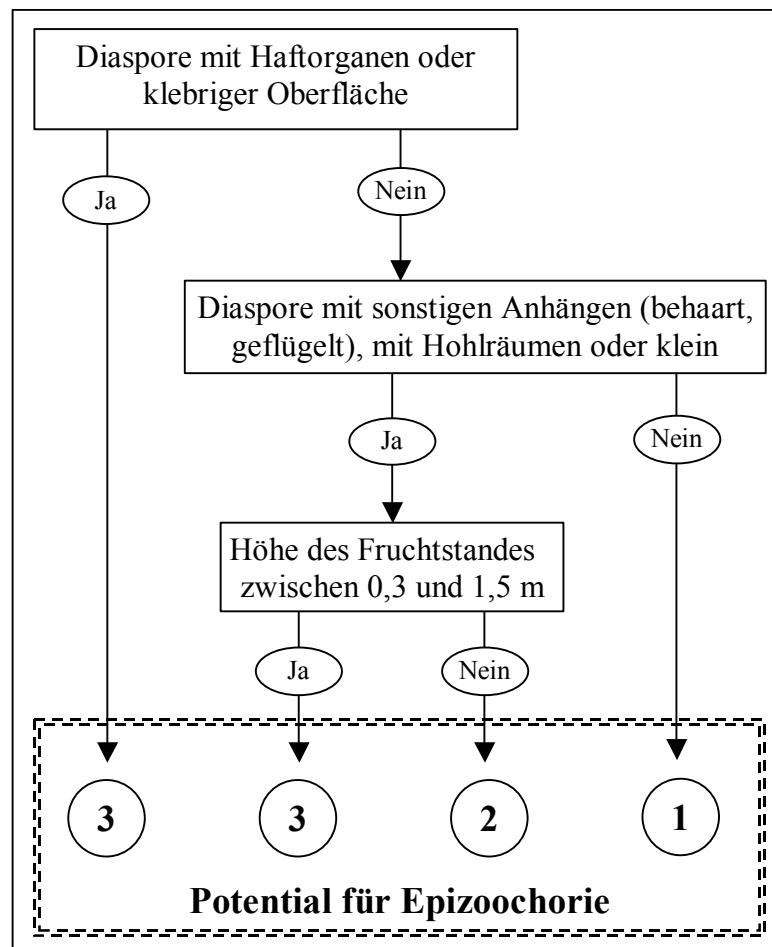 Diaspore mit Haftorganen oder
klebriger Oberfläche
Ja
Nein
Diaspore mit sonstigen Anhängen (behaart,
geflügelt), mit Hohlräumen oder klein
Ja
Nein
Höhe des Fruchtstandes
zwischen 0,3 und 1,5 m
Ja
Nein
3
3
2
1
Potential für Epizoochorie